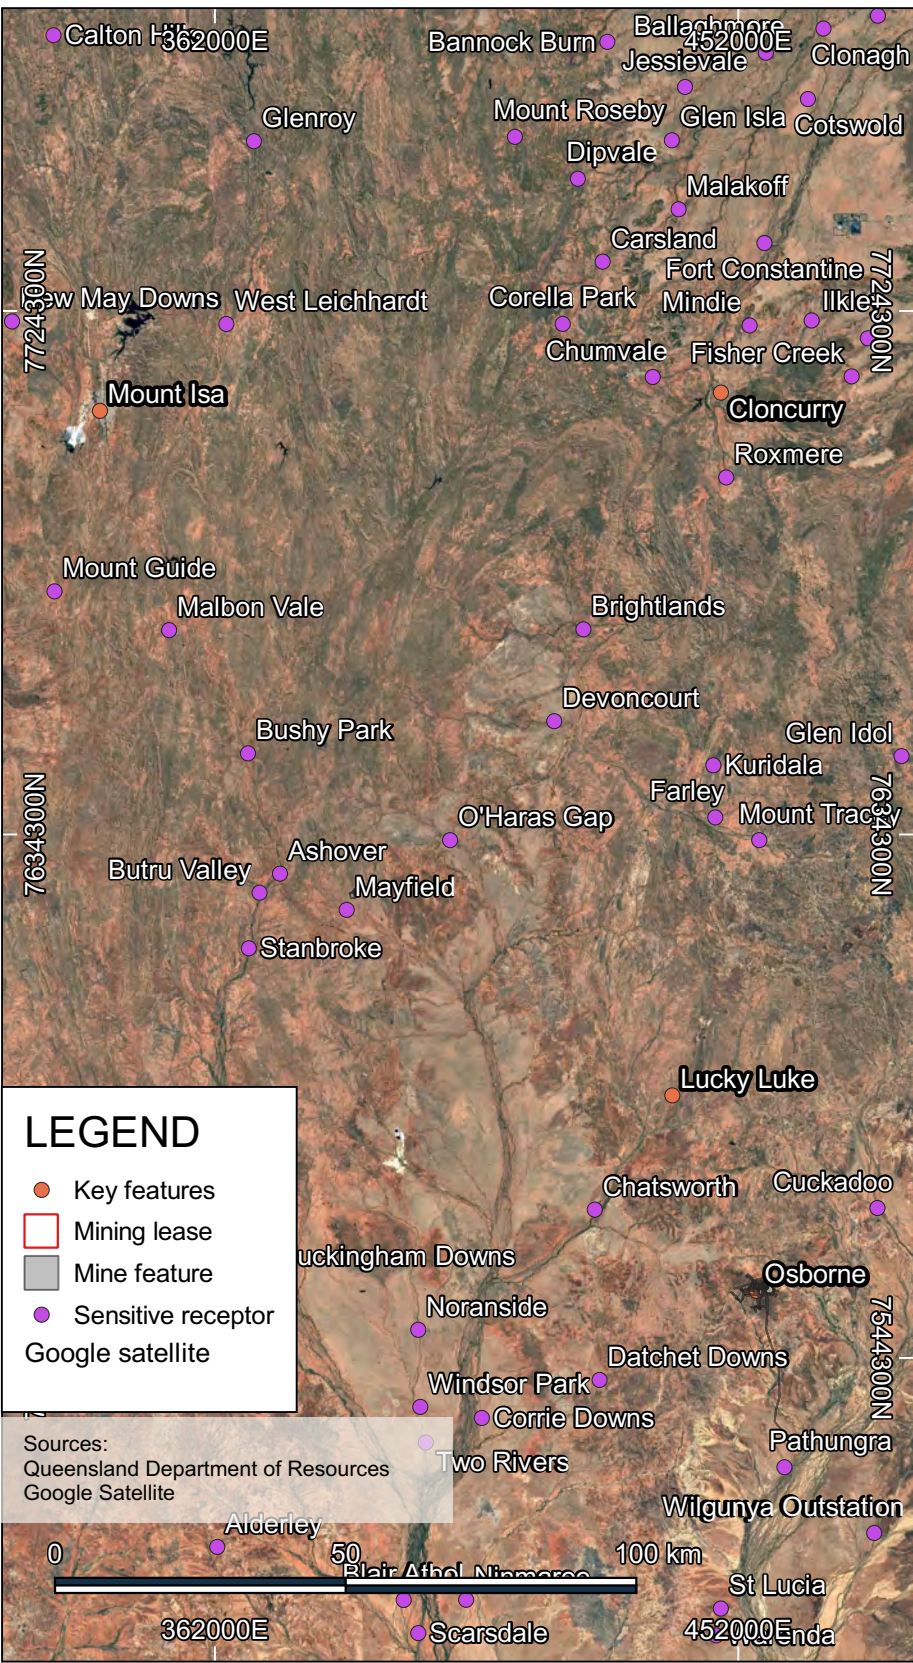 Calton Hills
362000E
Bannock Burn
Ballaghmore
452000E
Jessievale
Clonagh
Glenroy
Mount Roseby
Glen Isla
Cotswold
Dipvale
Malakoff
Carsland
Fort Constantine
7724300N
7724300N
May Downs
West Leichhardt
Corella Park
Mindie
Chumvale
Fisher Creek
Mount Isa
Cloncurry
Roxmere
Mount Guide
Malbon Vale
Brightlands
Devoncourt
Bushy Park
Glen Idol
Kuridala
Farley
7634300N
7634300N
O'Haras Gap
Mount Tracey
Ashover
Butru Valley
Mayfield
Stanbroke
Lucky Luke
LEGEND
Key features
Mining lease
Mine feature
Sensitive receptor
Google satellite
Chatsworth
Cuckadoo
uckingham Downs
Osborne
Noranside
7544300N
Datchet Downs
Windsor Park
Corrie Downs
Sources:
Queensland Department of Resources
Google Satellite
Pathungra
Two Rivers
Wilgunya Outstation
Alderley
0 50 100 km
Blair Athol
St Lucia
362000E
Scarsdale
452000E